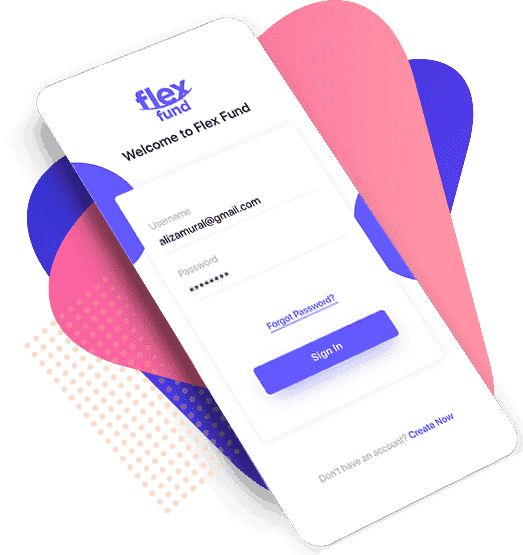 flex
fund
Welcome to Flex Fund
Username
alizamural@gmail.com
Password
********
Forgot Password?
Sign In
Don't have an account? Create Now